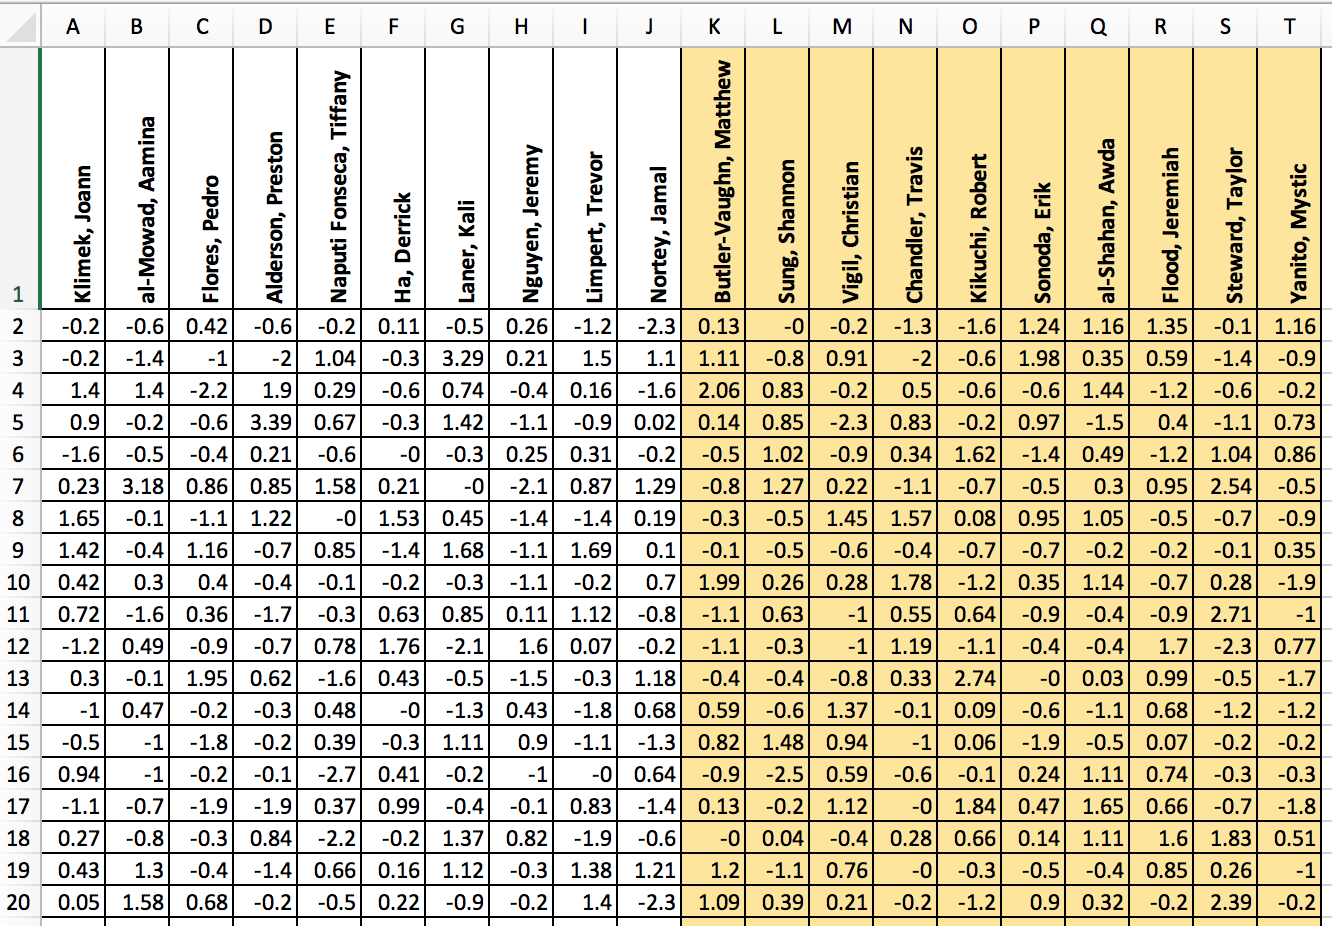 A B C D E F G H I J K L M N O P Q R S T
1 Klimek, Joann al-Mowad, Aamina Flores, Pedro Alderson, Preston Naputi Fonseca, Tiffany Ha, Derrick Laner, Kali Nguyen, Jeremy Limpert, Trevor Nortey, Jamal Butler-Vaughn, Matthew Sung, Shannon Vigil, Christian Chandler, Travis Kikuchi, Robert Sonoda, Erik al-Shahan, Awda Flood, Jeremiah Steward, Taylor Yanito, Mystic
2 -0.2 -0.6 0.42 -0.6 -0.2 0.11 -0.5 0.26 -1.2 -2.3 0.13 -0 -0.2 -1.3 -1.6 1.24 1.16 1.35 -0.1 1.16
3 -0.2 -1.4 -1 -2 1.04 -0.3 3.29 0.21 1.5 1.1 1.11 -0.8 0.91 -2 -0.6 1.98 0.35 0.59 -1.4 -0.9
4 1.4 1.4 -2.2 1.9 0.29 -0.6 0.74 -0.4 0.16 -1.6 2.06 0.83 -0.2 0.5 -0.6 -0.6 1.44 -1.2 -0.6 -0.2
5 0.9 -0.2 -0.6 3.39 0.67 -0.3 1.42 -1.1 -0.9 0.02 0.14 0.85 -2.3 0.83 -0.2 0.97 -1.5 0.4 -1.1 0.73
6 -1.6 -0.5 -0.4 0.21 -0.6 -0 -0.3 0.25 0.31 -0.2 -0.5 1.02 -0.9 0.34 1.62 -1.4 0.49 -1.2 1.04 0.86
7 0.23 3.18 0.86 0.85 1.58 0.21 -0 -2.1 0.87 1.29 -0.8 1.27 0.22 -1.1 -0.7 -0.5 0.3 0.95 2.54 -0.5
8 1.65 -0.1 -1.1 1.22 -0 1.53 0.45 -1.4 -1.4 0.19 -0.3 -0.5 1.45 1.57 0.08 0.95 1.05 -0.5 -0.7 -0.9
9 1.42 -0.4 1.16 -0.7 0.85 -1.4 1.68 -1.1 1.69 0.1 -0.1 -0.5 -0.6 -0.4 -0.7 -0.7 -0.2 -0.2 -0.1 0.35
10 0.42 0.3 0.4 -0.4 -0.1 -0.2 -0.3 -1.1 -0.2 0.7 1.99 0.26 0.28 1.78 -1.2 0.35 1.14 -0.7 0.28 -1.9
11 0.72 -1.6 0.36 -1.7 -0.3 0.63 0.85 0.11 1.12 -0.8 -1.1 0.63 -1 0.55 0.64 -0.9 -0.4 -0.9 2.71 -1
12 -1.2 0.49 -0.9 -0.7 0.78 1.76 -2.1 1.6 0.07 -0.2 -1.1 -0.3 -1 1.19 -1.1 -0.4 -0.4 1.7 -2.3 0.77
13 0.3 -0.1 1.95 0.62 -1.6 0.43 -0.5 -1.5 -0.3 1.18 -0.4 -0.4 -0.8 0.33 2.74 -0 0.03 0.99 -0.5 -1.7
14 -1 0.47 -0.2 -0.3 0.48 -0 -1.3 0.43 -1.8 0.68 0.59 -0.6 1.37 -0.1 0.09 -0.6 -1.1 0.68 -1.2 -1.2
15 -0.5 -1 -1.8 -0.2 0.39 -0.3 1.11 0.9 -1.1 -1.3 0.82 1.48 0.94 -1 0.06 -1.9 -0.5 0.07 -0.2 -0.2
16 0.94 -1 -0.2 -0.1 -2.7 0.41 -0.2 -1 -0 0.64 -0.9 -2.5 0.59 -0.6 -0.1 0.24 1.11 0.74 -0.3 -0.3
17 -1.1 -0.7 -1.9 -1.9 0.37 0.99 -0.4 -0.1 0.83 -1.4 0.13 -0.2 1.12 -0 1.84 0.47 1.65 0.66 -0.7 -1.8
18 0.27 -0.8 -0.3 0.84 -2.2 -0.2 1.37 0.82 -1.9 -0.6 -0 0.04 -0.4 0.28 0.66 0.14 1.11 1.6 1.83 0.51
19 0.43 1.3 -0.4 -1.4 0.66 0.16 1.12 -0.3 1.38 1.21 1.2 -1.1 0.76 -0 -0.3 -0.5 -0.4 0.85 0.26 -1
20 0.05 1.58 0.68 -0.2 -0.5 0.22 -0.9 -0.2 1.4 -2.3 1.09 0.39 0.21 -0.2 -1.2 0.9 0.32 -0.2 2.39 -0.2